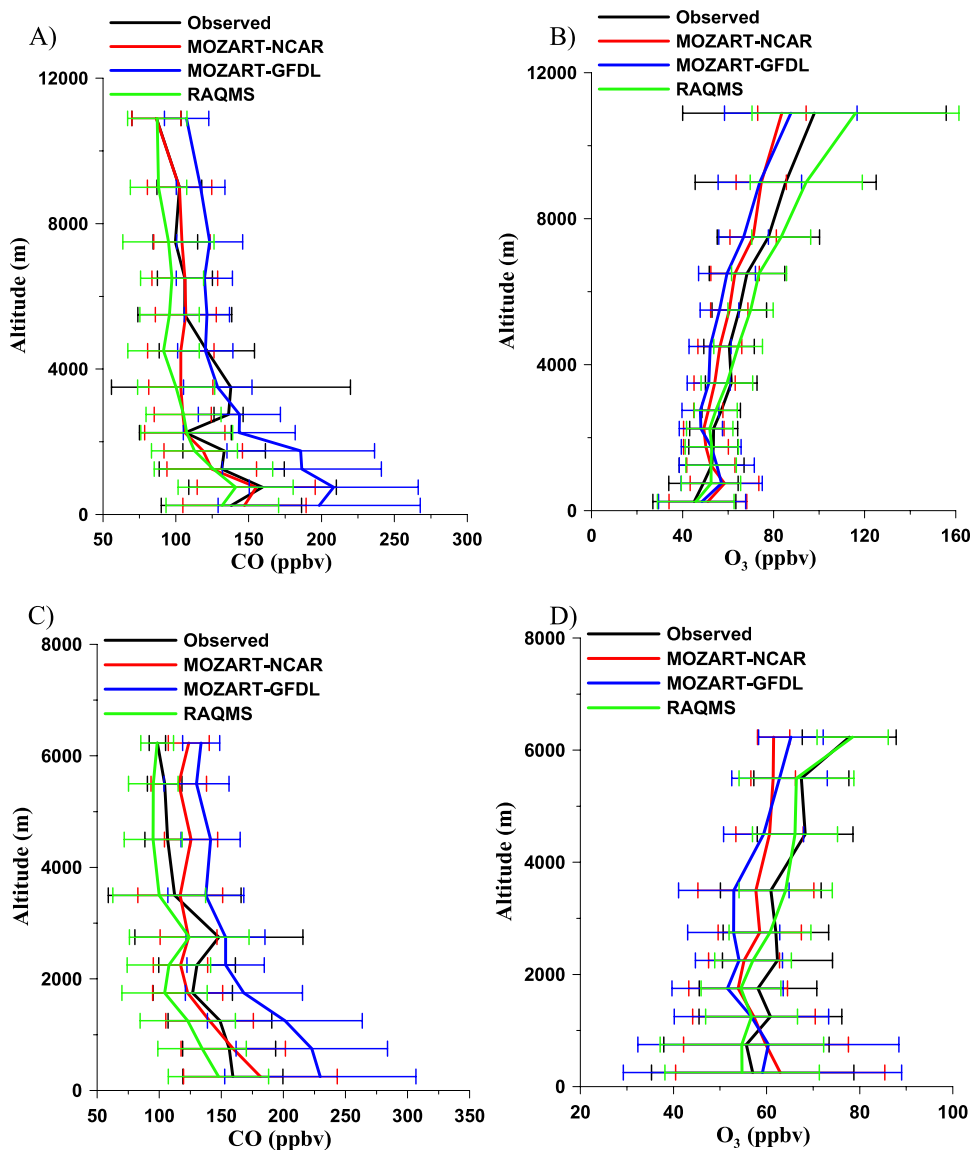 A)
Observed
MOZART-NCAR
MOZART-GFDL
RAQMS
12000
8000
4000
0
Altitude (m)
50 100 150 200 250 300
CO (ppbv)
B)
Observed
MOZART-NCAR
MOZART-GFDL
RAQMS
12000
8000
4000
0
Altitude (m)
0 40 80 120 160
O3 (ppbv)
C)
Observed
MOZART-NCAR
MOZART-GFDL
RAQMS
8000
6000
4000
2000
0
Altitude (m)
50 100 150 200 250 300 350
CO (ppbv)
D)
Observed
MOZART-NCAR
MOZART-GFDL
RAQMS
8000
6000
4000
2000
0
Altitude (m)
20 40 60 80 100
O3 (ppbv)